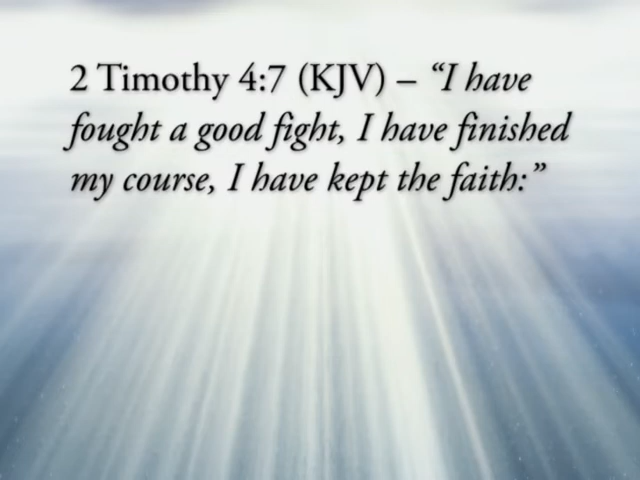 2 Timothy 4:7 (KJV) – “I have
fought a good fight, I have finished
my course, I have kept the faith:”